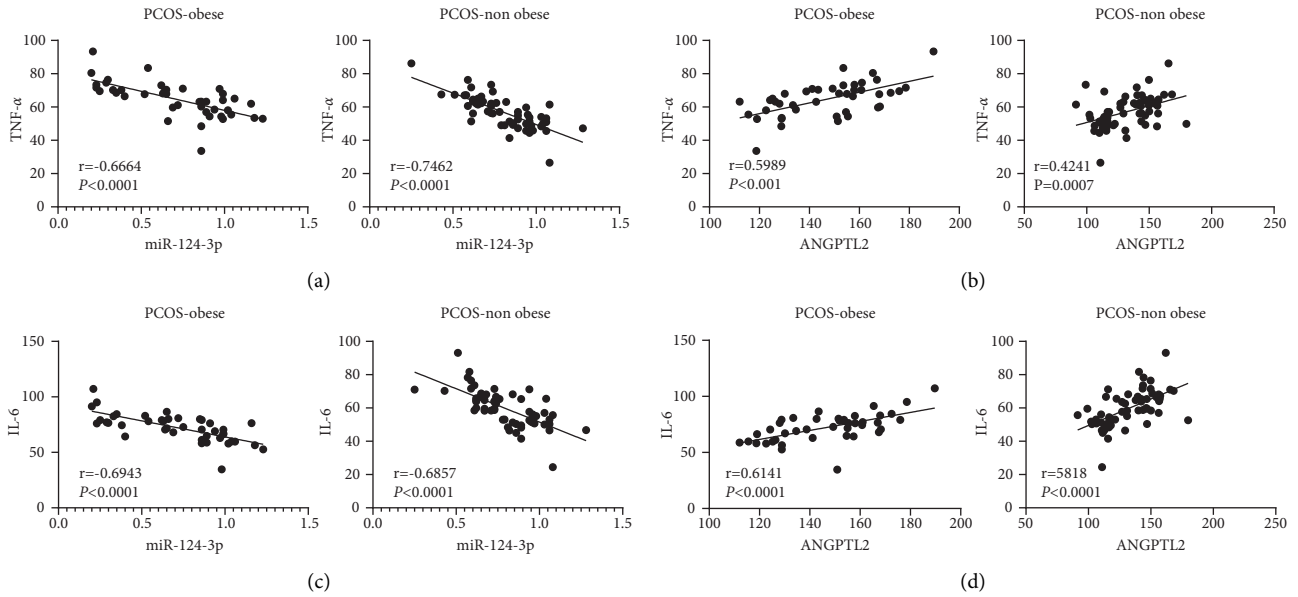 PCOS-obese
TNF-α
100
80
60
40
20
0
r=-0.6664
P<0.0001
0.0 0.5 1.0 1.5
miR-124-3p
PCOS-non obese
TNF-α
100
80
60
40
20
0
r=-0.7462
P<0.0001
0.0 0.5 1.0 1.5
miR-124-3p
(a)
PCOS-obese
TNF-α
100
80
60
40
20
0
r=0.5989
P<0.001
100 120 140 160 180 200
ANGPTL2
PCOS-non obese
TNF-α
100
80
60
40
20
0
r=0.4241
P=0.0007
50 100 150 200 250
ANGPTL2
(b)
PCOS-obese
IL-6
150
100
50
0
r=-0.6943
P<0.0001
0.0 0.5 1.0 1.5
miR-124-3p
PCOS-non obese
IL-6
100
80
60
40
20
0
r=-0.6857
P<0.0001
0.0 0.5 1.0 1.5
miR-124-3p
(c)
PCOS-obese
IL-6
150
100
50
0
r=0.6141
P<0.0001
100 120 140 160 180 200
ANGPTL2
PCOS-non obese
IL-6
100
80
60
40
20
0
r=5818
P<0.0001
50 100 150 200 250
ANGPTL2
(d)